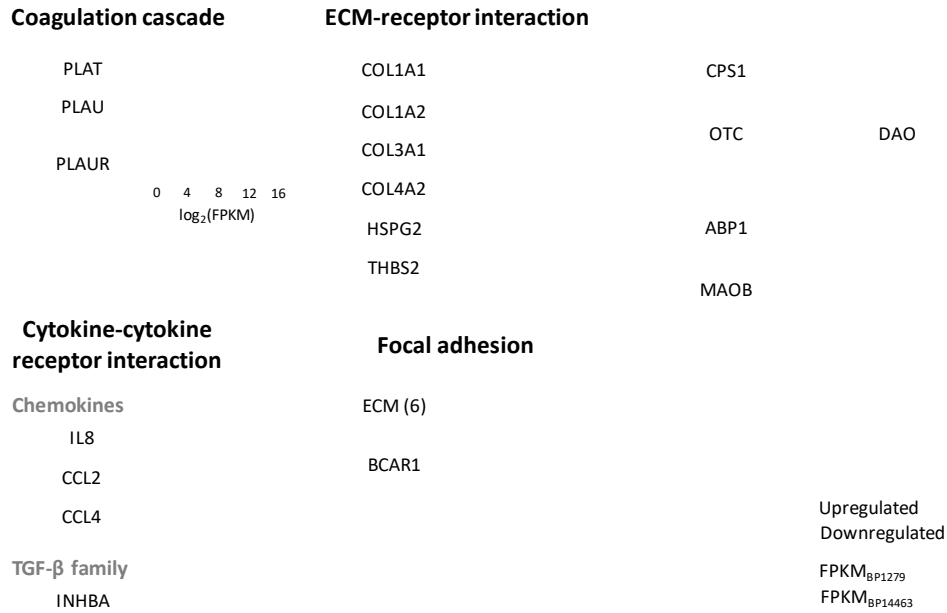 Coagulation cascade
PLAT
PLAU
PLAUR
0 4 8 12 16
log₂(FPKM)
ECM-receptor interaction
COL1A1
COL1A2
COL3A1
COL4A2
HSPG2
THBS2
CPS1
OTC
DAO
ABP1
MAOB
Cytokine-cytokine
receptor interaction
Chemokines
IL8
CCL2
CCL4
TGF-β family
INHBA
Focal adhesion
ECM (6)
BCAR1
Upregulated
Downregulated
FPKM_BP1279
FPKM_BP14463